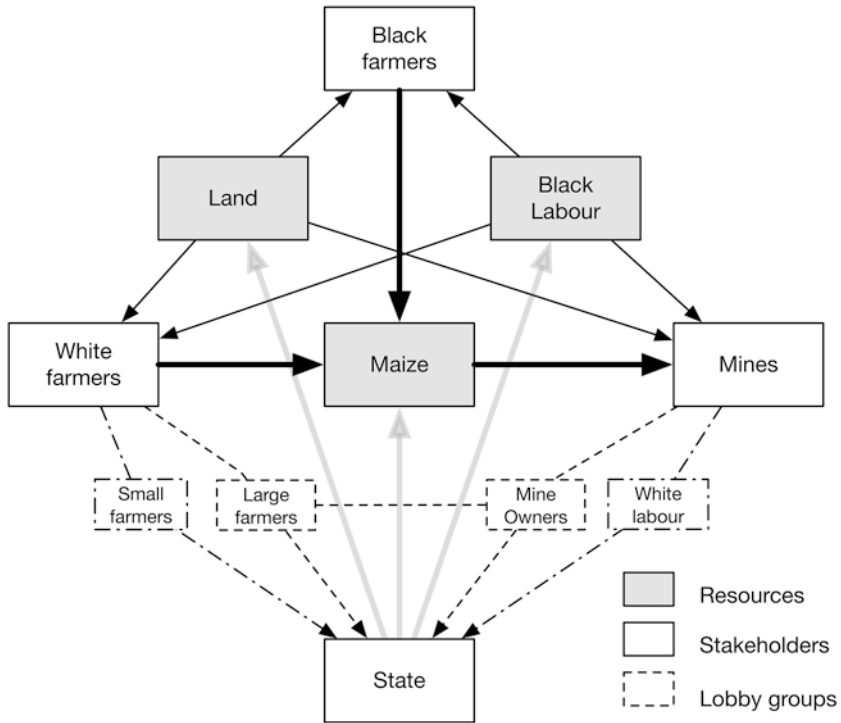 Black
farmers
Land
Black
Labour
White
farmers
Maize
Mines
Small
farmers
Large
farmers
Mine
Owners
White
labour
Resources
Stakeholders
Lobby groups
State